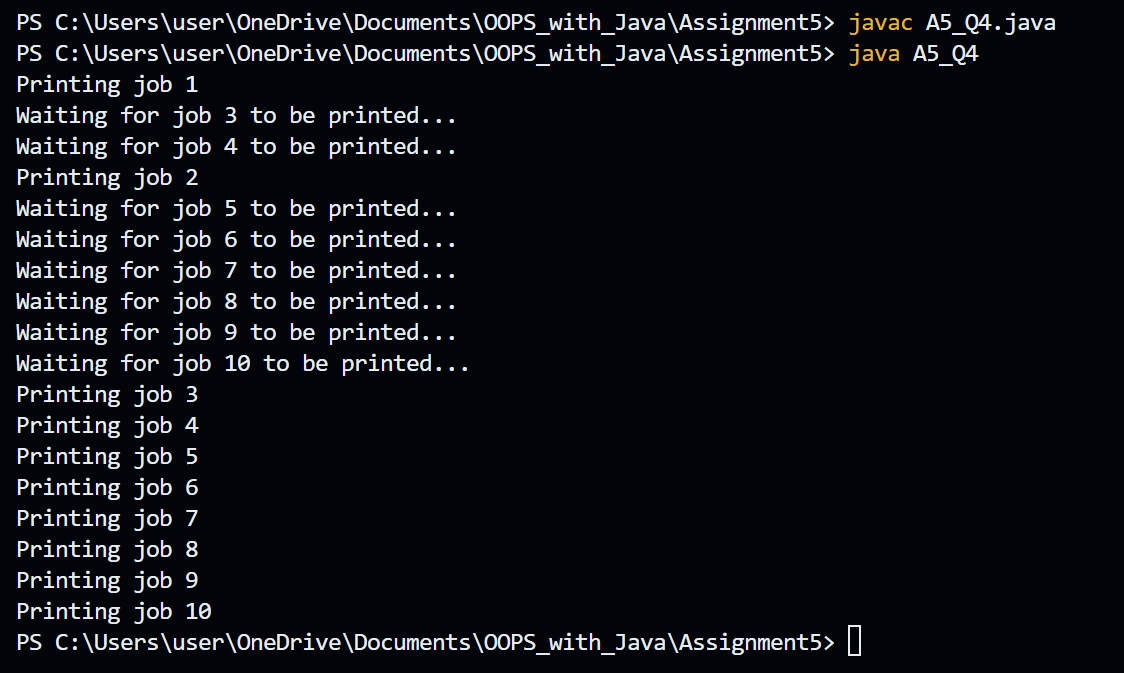 PS C:\Users\user\OneDrive\Documents\OOPS_with_Java\Assignment5> javac A5_Q4.java
PS C:\Users\user\OneDrive\Documents\OOPS_with_Java\Assignment5> java A5_Q4
Printing job 1
Waiting for job 3 to be printed...
Waiting for job 4 to be printed...
Printing job 2
Waiting for job 5 to be printed...
Waiting for job 6 to be printed...
Waiting for job 7 to be printed...
Waiting for job 8 to be printed...
Waiting for job 9 to be printed...
Waiting for job 10 to be printed...
Printing job 3
Printing job 4
Printing job 5
Printing job 6
Printing job 7
Printing job 8
Printing job 9
Printing job 10
PS C:\Users\user\OneDrive\Documents\OOPS_with_Java\Assignment5>